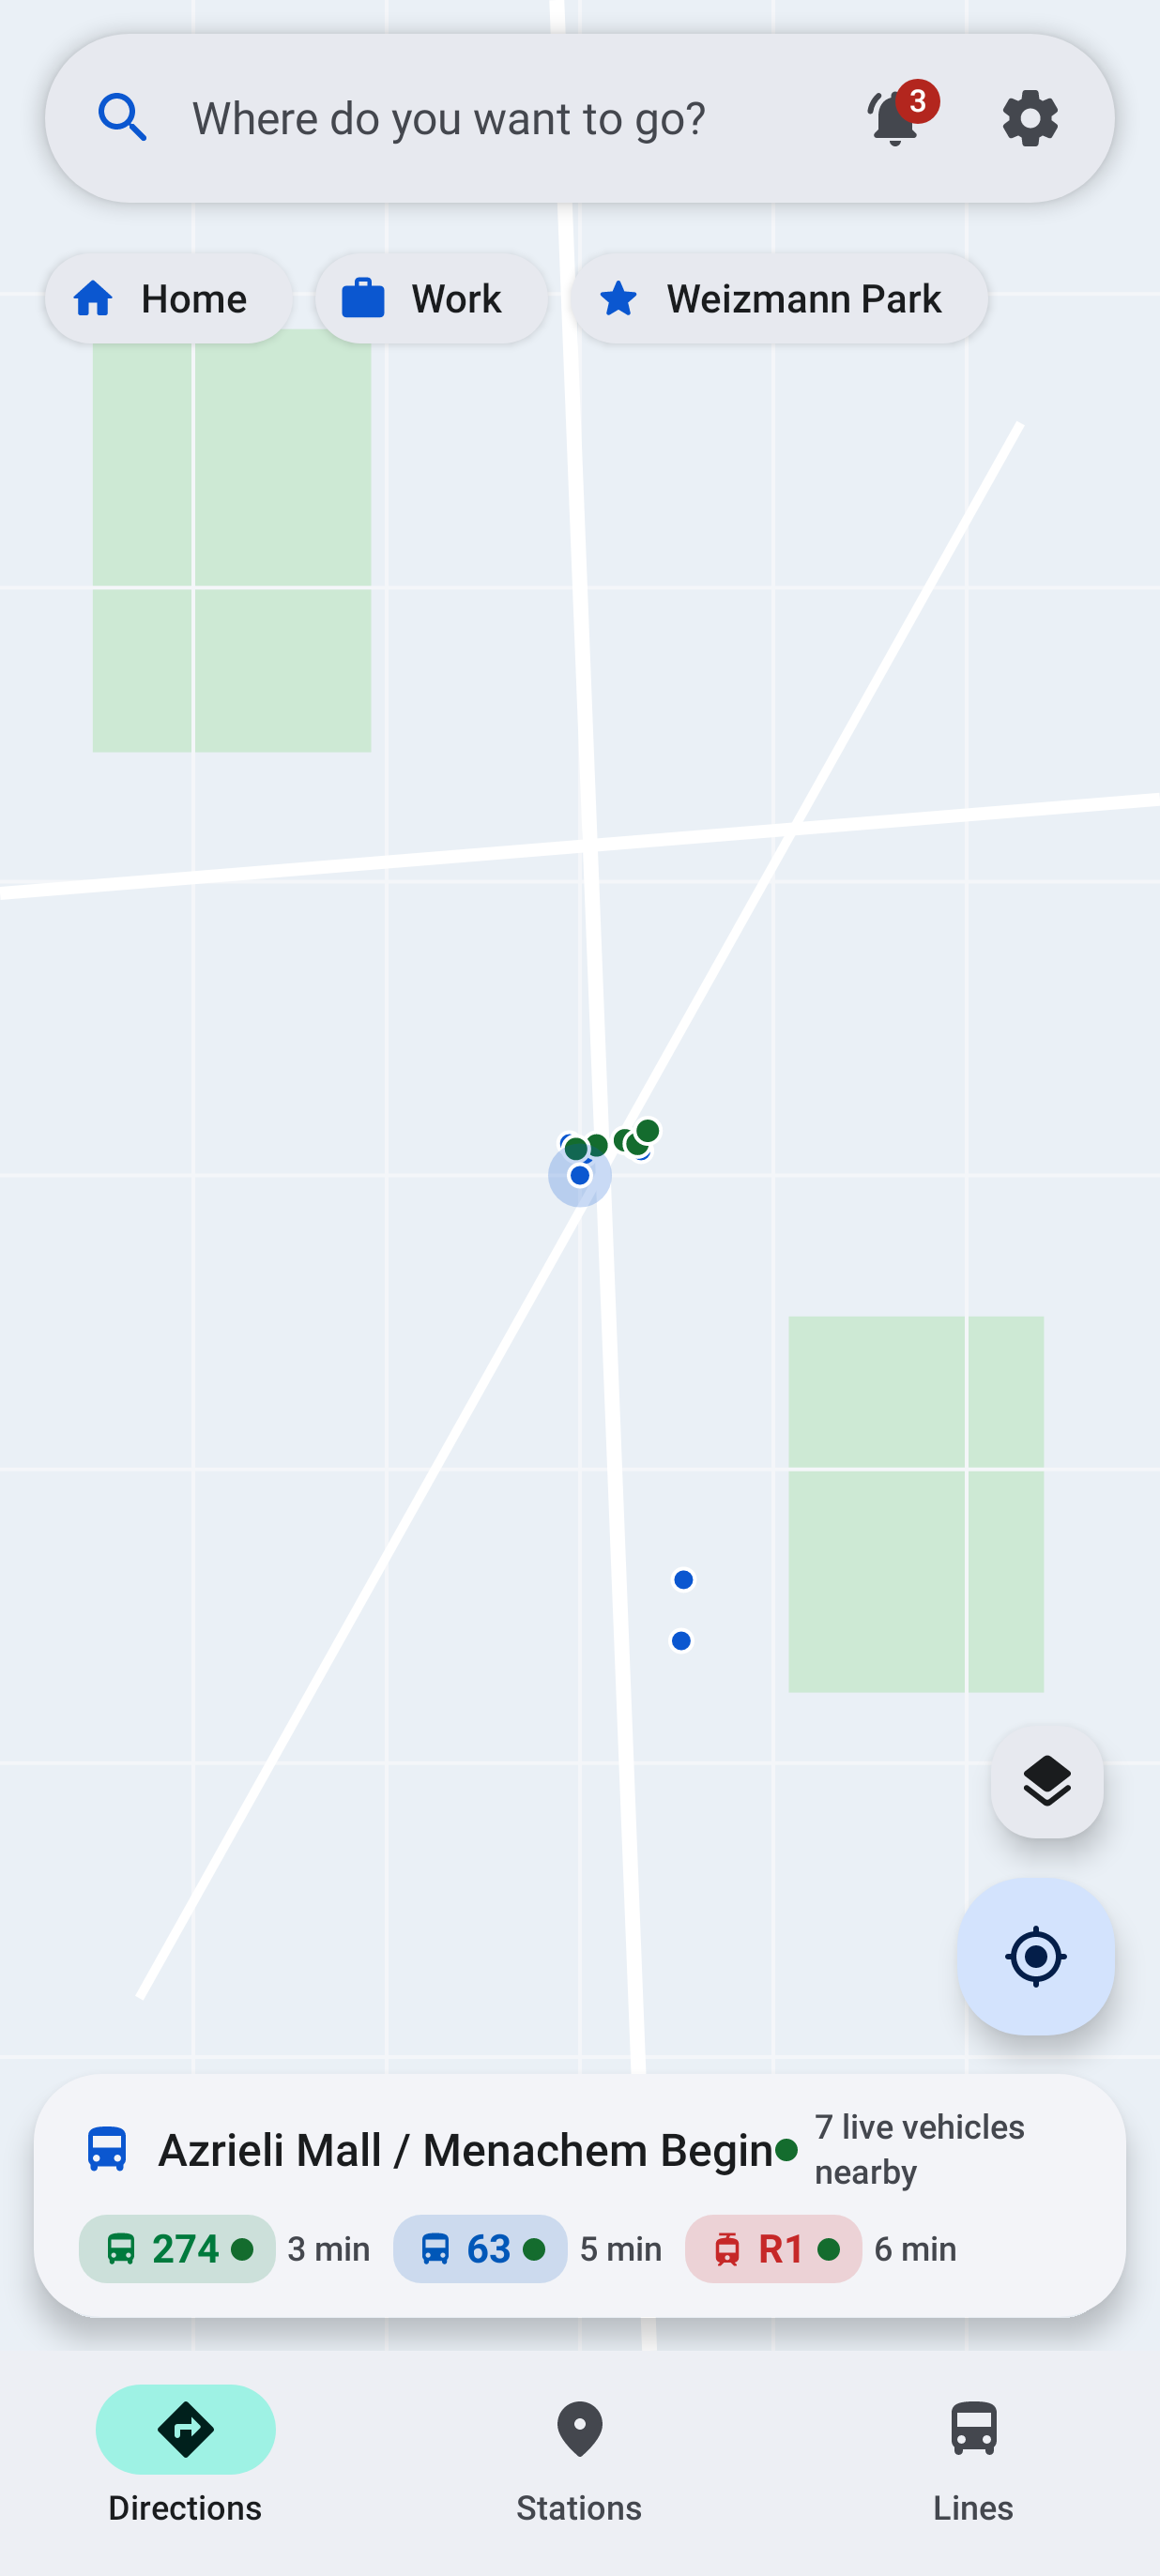 Where do you want to go?
3
Home
Work
Weizmann Park
Azrieli Mall / Menachem Begin
7 live vehicles
nearby
274
3 min
63
5 min
R1
6 min
Directions
Stations
Lines